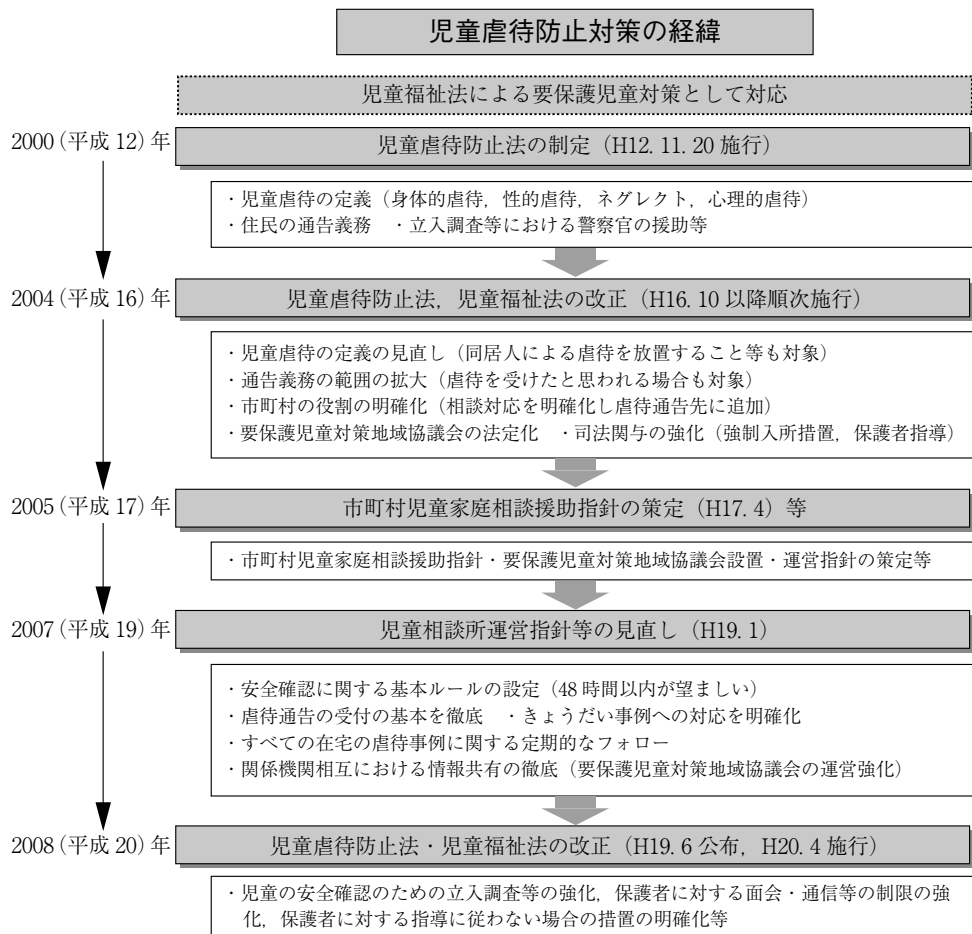 児童虐待防止対策の経緯
児童福祉法による要保護児童対策として対応
2000(平成 12)年
児童虐待防止法の制定（H12. 11. 20 施行）
・児童虐待の定義（身体的虐待，性的虐待，ネグレクト，心理的虐待）
・住民の通告義務　・立入調査等における警察官の援助等
2004(平成 16)年
児童虐待防止法，児童福祉法の改正（H16. 10 以降順次施行）
・児童虐待の定義の見直し（同居人による虐待を放置すること等も対象）
・通告義務の範囲の拡大（虐待を受けたと思われる場合も対象）
・市町村の役割の明確化（相談対応を明確化し虐待通告先に追加）
・要保護児童対策地域協議会の法定化　・司法関与の強化（強制入所措置，保護者指導）
2005(平成 17)年
市町村児童家庭相談援助指針の策定（H17. 4）等
・市町村児童家庭相談援助指針・要保護児童対策地域協議会設置・運営指針の策定等
2007(平成 19)年
児童相談所運営指針等の見直し（H19. 1）
・安全確認に関する基本ルールの設定（48 時間以内が望ましい）
・虐待通告の受付の基本を徹底　・きょうだい事例への対応を明確化
・すべての在宅の虐待事例に関する定期的なフォロー
・関係機関相互における情報共有の徹底（要保護児童対策地域協議会の運営強化）
2008(平成 20)年
児童虐待防止法・児童福祉法の改正（H19. 6 公布，H20. 4 施行）
・児童の安全確認のための立入調査等の強化，保護者に対する面会・通信等の制限の強
化，保護者に対する指導に従わない場合の措置の明確化等